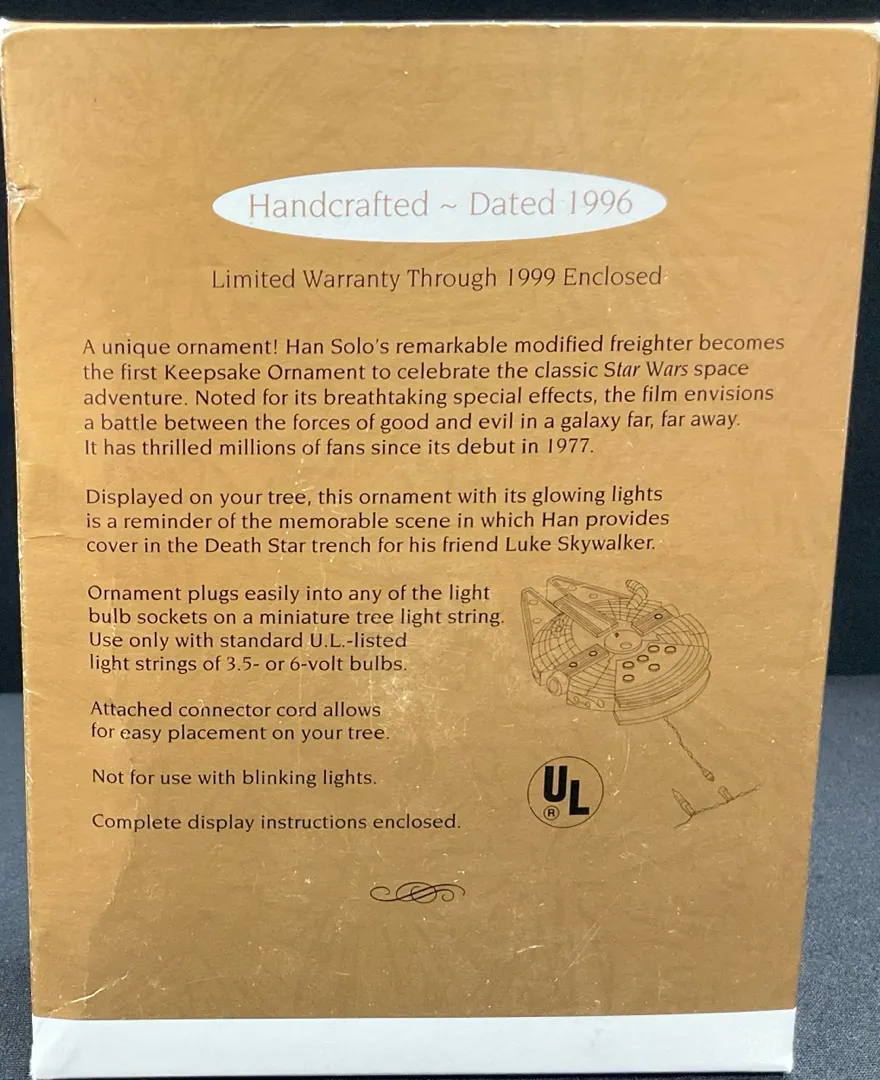 Handcrafted ~ Dated 1996
Limited Warranty Through 1999 Enclosed
A unique ornament! Han Solo's remarkable modified freighter becomes
the first Keepsake Ornament to celebrate the classic Star Wars space
adventure. Noted for its breathtaking special effects, the film envisions
a battle between the forces of good and evil in a galaxy far, far away.
It has thrilled millions of fans since its debut in 1977.
Displayed on your tree, this ornament with its glowing lights
is a reminder of the memorable scene in which Han provides
cover in the Death Star trench for his friend Luke Skywalker.
Ornament plugs easily into any of the light
bulb sockets on a miniature tree light string.
Use only with standard U.L.-listed
light strings of 3.5- or 6-volt bulbs.
Attached connector cord allows
for easy placement on your tree.
Not for use with blinking lights.
Complete display instructions enclosed.
UL
®